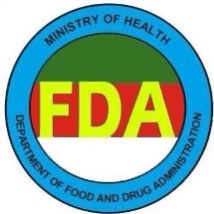 MINISTRY OF HEALTH
FDA
DEPARTMENT OF FOOD AND DRUG ADMINISTRATION